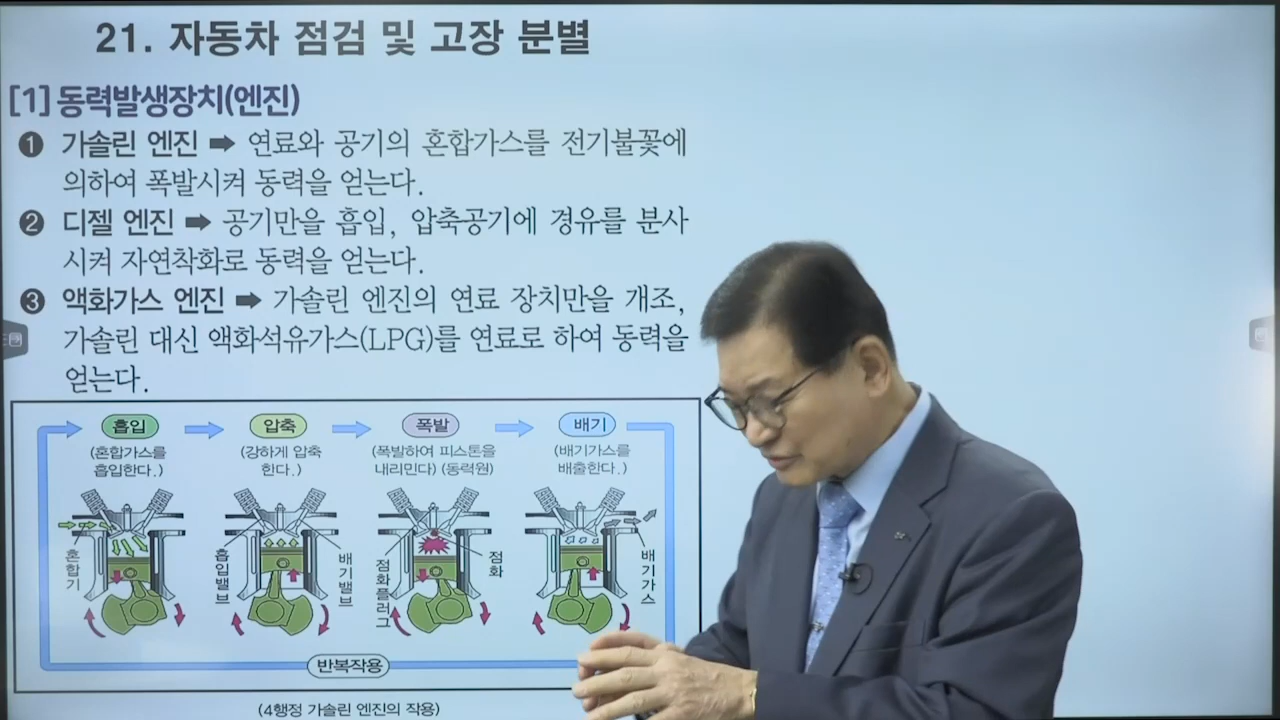 21. 자동차 점검 및 고장 분별
[1] 동력발생장치(엔진)
❶ 가솔린 엔진 ➡ 연료와 공기의 혼합가스를 전기불꽃에
의하여 폭발시켜 동력을 얻는다.
❷ 디젤 엔진 ➡ 공기만을 흡입, 압축공기에 경유를 분사
시켜 자연착화로 동력을 얻는다.
❸ 액화가스 엔진 ➡ 가솔린 엔진의 연료 장치만을 개조,
가솔린 대신 액화석유가스(LPG)를 연료로 하여 동력을
얻는다.
흡입 압축 폭발 배기
(혼합가스를
흡입한다.)
(강하게 압축
한다.)
(폭발하여 피스톤을
내리민다) (동력원)
(배기가스를
배출한다.)
혼합기
흡입밸브
배기밸브
점화플러그
점화
배기가스
반복작용
(4행정 가솔린 엔진의 작용)